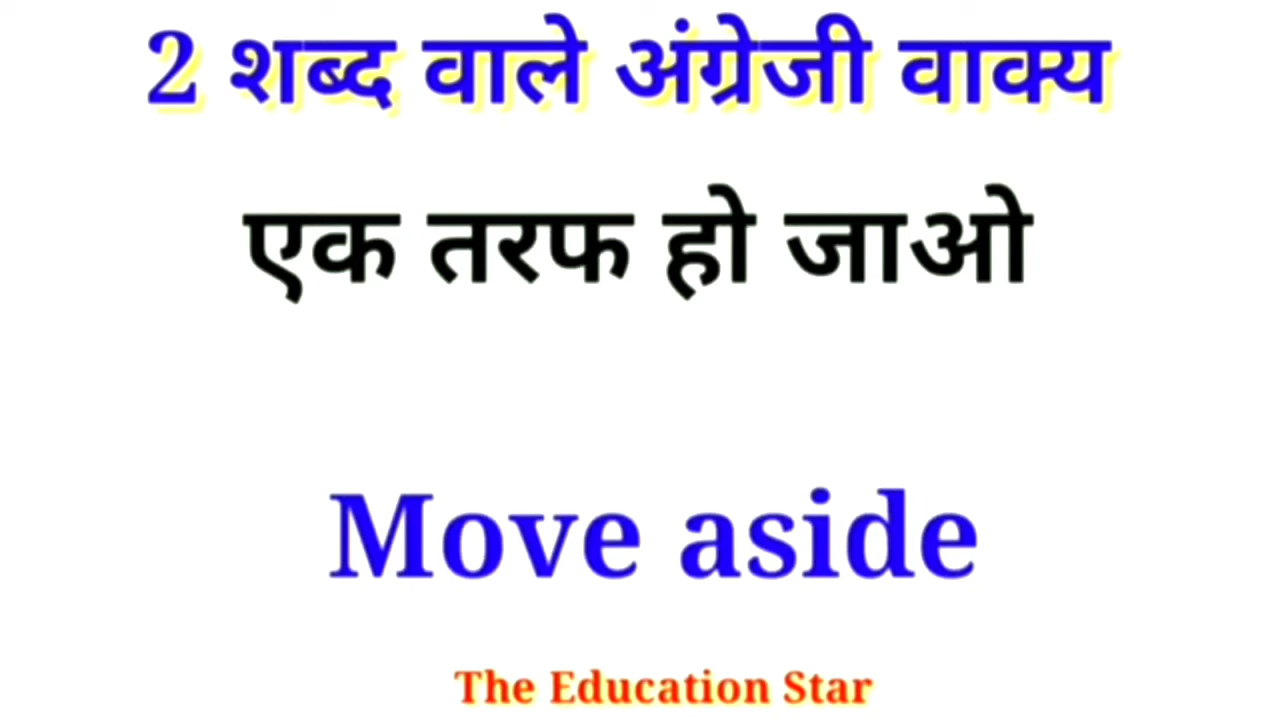 2 शब्द वाले अंग्रेजी वाक्य
एक तरफ हो जाओ
Move aside
The Education Star